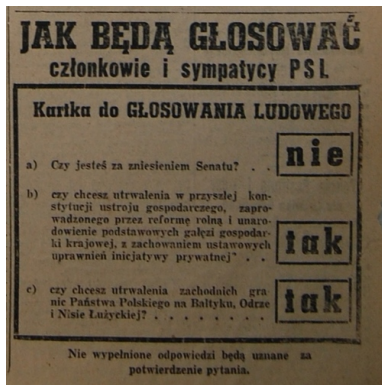 JAK BĘDĄ GŁOSOWAĆ
członkowie i sympatycy PSL
Kartka do GŁOSOWANIA LUDOWEGO
a) Czy jesteś za zniesieniem Senatu? . . nie
b) czy chcesz utrwalenia w przyszłej kon-
stytucji ustroju gospodarczego, zapro-
wadzonego przez reformę rolną i unaro-
dowienie podstawowych gałęzi gospodar-
ki krajowej, z zachowaniem ustawowych
uprawnień inicjatywy prywatnej" . . tak
c) czy chcesz utrwalenia zachodnich gra
nic Państwa Polskiego na Bałtyku, Odrze
i Nisie Łużyckiej? . . . . . . . . tak
Nie wypełnione odpowiedzi będą uznane za
potwierdzenie pytania.